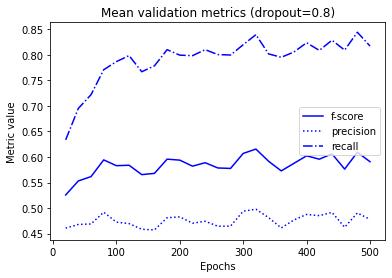 Mean validation metrics (dropout=0.8)
0.85
0.80
0.75
0.70
0.65
0.60
0.55
0.50
0.45
Metric value
f-score
precision
recall
0 100 200 300 400 500
Epochs